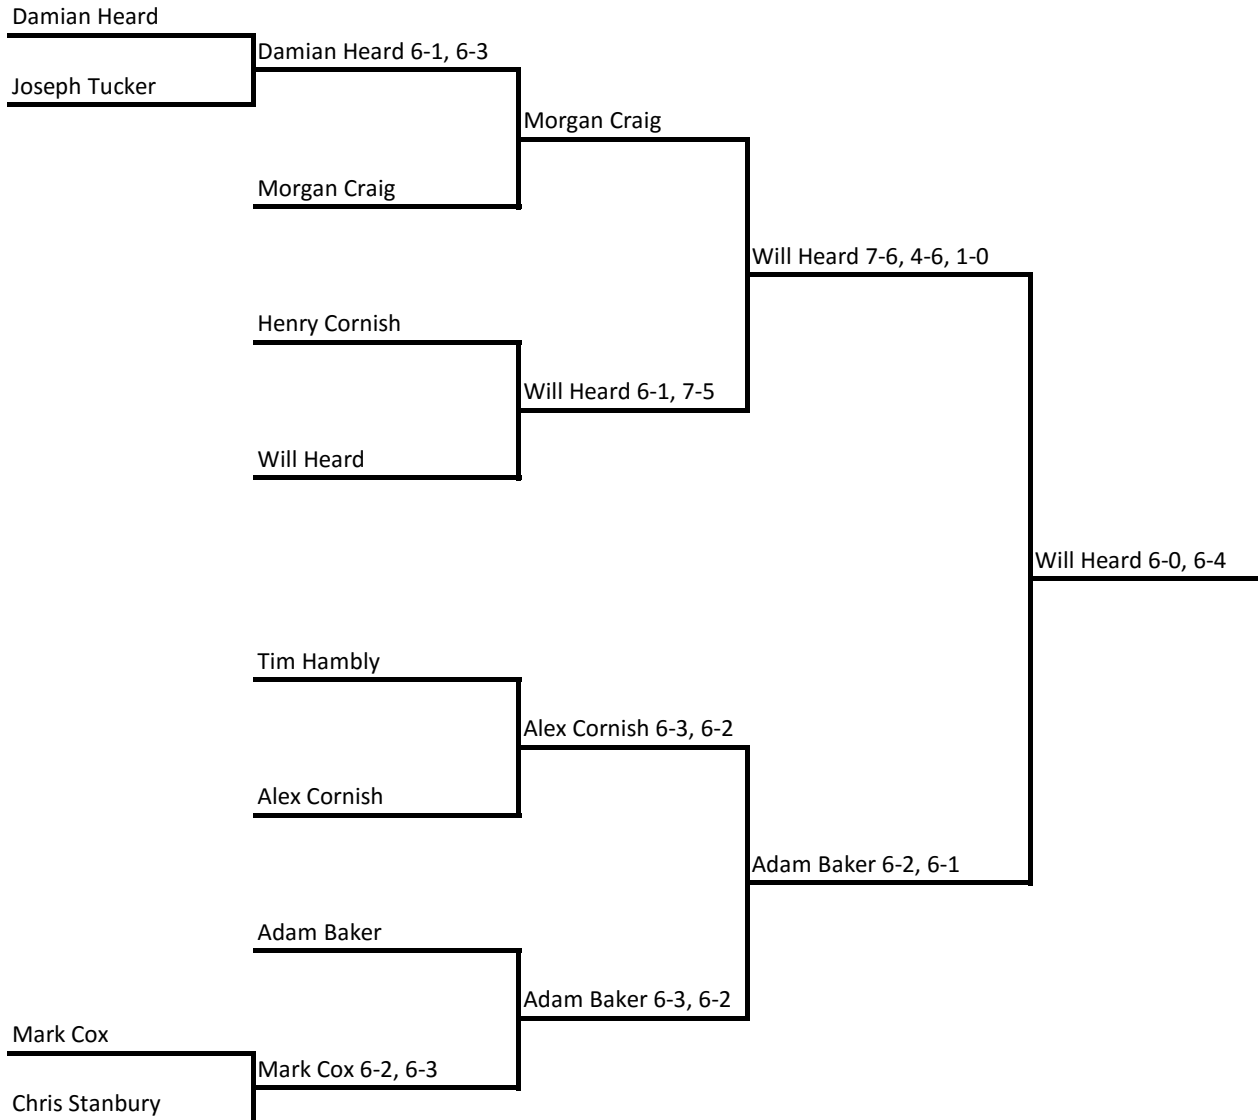 Damian Heard
Damian Heard 6-1, 6-3
Joseph Tucker
Morgan Craig
Morgan Craig
Will Heard 7-6, 4-6, 1-0
Henry Cornish
Will Heard 6-1, 7-5
Will Heard
Will Heard 6-0, 6-4
Tim Hambly
Alex Cornish 6-3, 6-2
Alex Cornish
Adam Baker 6-2, 6-1
Adam Baker
Adam Baker 6-3, 6-2
Mark Cox
Mark Cox 6-2, 6-3
Chris Stanbury